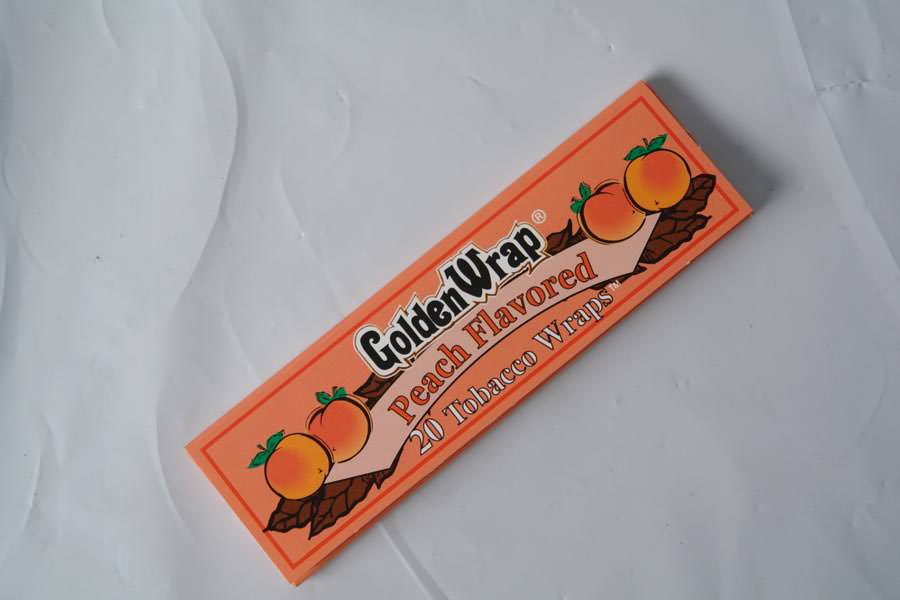 GoldenWrap®
Peach Flavored
20 Tobacco Wraps™